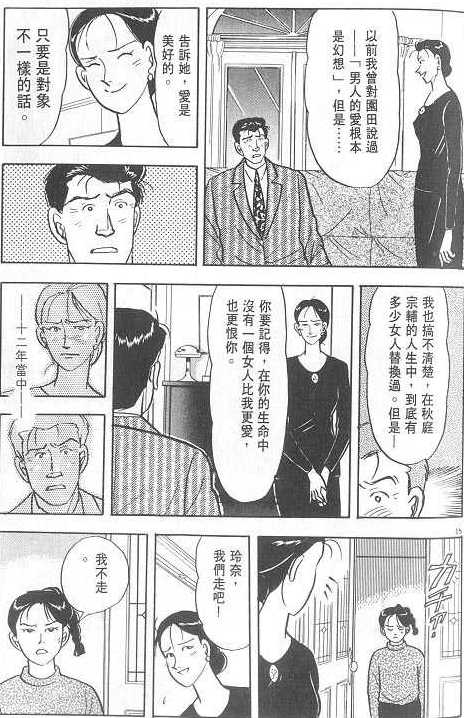 以前我曾對園田說過
——「男人的愛根本
是幻想」，但是……
告訴她，愛是
美好的。
只要是對象
不一樣的話。
我也搞不清楚，在秋庭
宗輔的人生中，到底有
多少女人替換過。但是—
你要記得，在你的生命中
沒有一個女人比我更愛，
也更恨你。
——十二年當中——
15
カチャ
玲奈，
我們走吧！
我不走
。